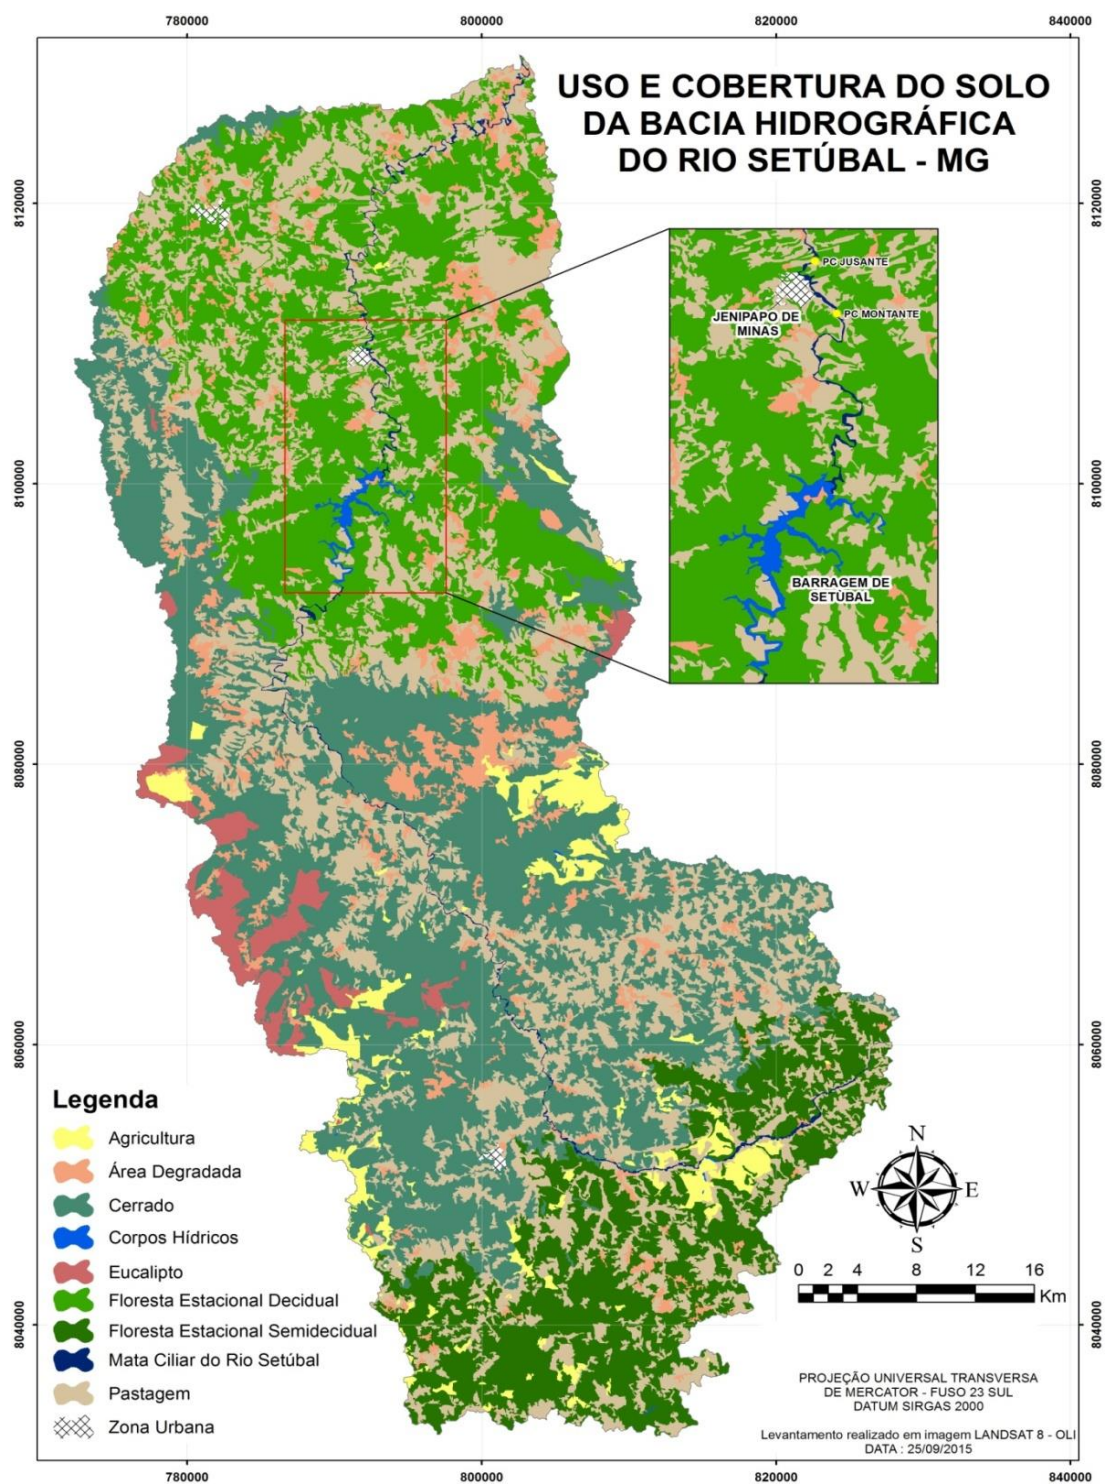 780000
800000
820000
840000
USO E COBERTURA DO SOLO
DA BACIA HIDROGRÁFICA
DO RIO SETÚBAL - MG
8120000
8120000
PC JUSANTE
JENIPAPO DE
MINAS
PC MONTANTE
8100000
8100000
BARRAGEM DE
SETÚBAL
8080000
8080000
8060000
8060000
Legenda
Agricultura
Área Degradada
Cerrado
Corpos Hídricos
Eucalipto
Floresta Estacional Decidual
Floresta Estacional Semidecidual
Mata Ciliar do Rio Setúbal
Pastagem
Zona Urbana
N
W E
S
0 2 4 8 12 16
Km
8040000
8040000
PROJEÇÃO UNIVERSAL TRANSVERSA
DE MERCATOR - FUSO 23 SUL
DATUM SIRGAS 2000
Levantamento realizado em imagem LANDSAT 8 - OLI
DATA : 25/09/2015
780000
800000
820000
840000